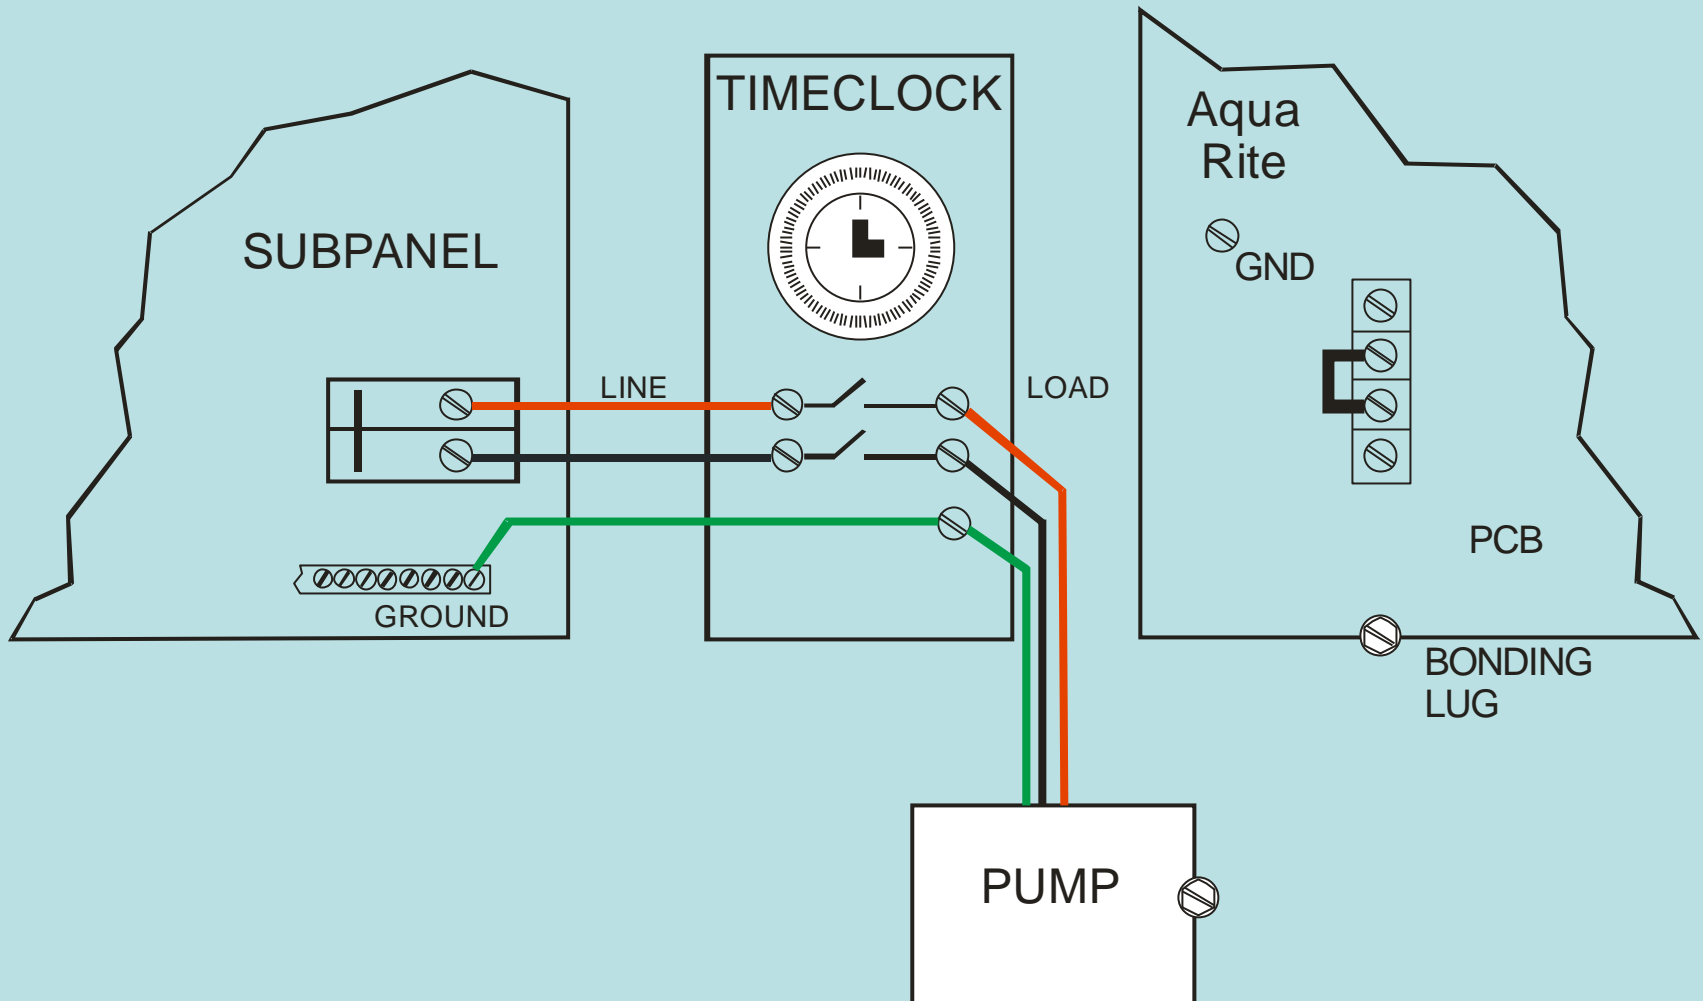 TIMECLOCK
Aqua
Rite
SUBPANEL
GND
LINE
LOAD
PCB
GROUND
BONDING
LUG
PUMP